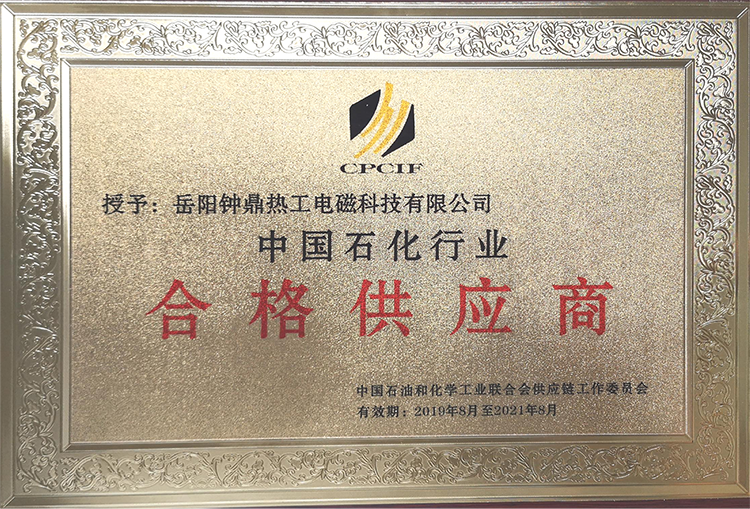 CPCIF
授予：岳阳钟鼎热工电磁科技有限公司
中国石化行业
合格供应商
中国石油和化学工业联合会供应链工作委员会
有效期：2019年8月至2021年8月